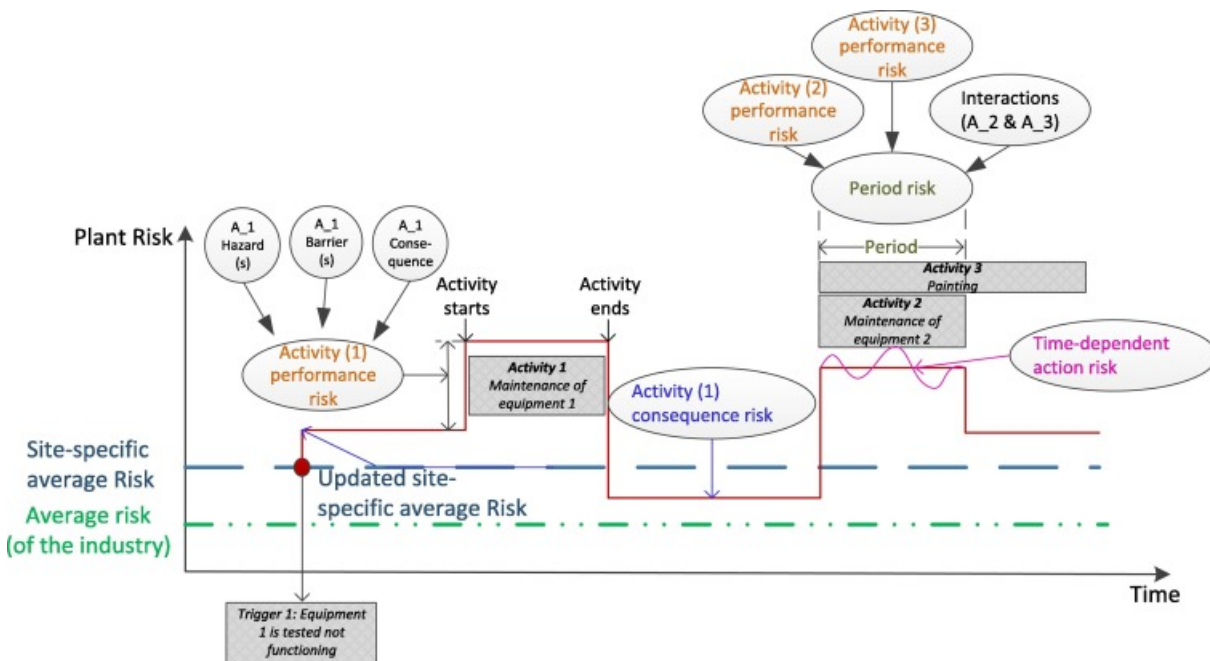 Activity (3)
performance
risk
Activity (2)
performance
risk
Interactions
(A_2 & A_3)
Period risk
A_1
Hazard
(s)
A_1
Barrier
(s)
A_1
Conse-
quence
Plant Risk
Period
Activity 3
Painting
Activity
starts
Activity
ends
Activity 2
Maintenance of
equipment 2
Activity (1)
performance
risk
Activity 1
Maintenance of
equipment 1
Time-dependent
action risk
Activity (1)
consequence risk
Site-specific
average Risk
Updated site-
specific average Risk
Average risk
(of the industry)
Time
Trigger 1: Equipment
1 is tested not
functioning